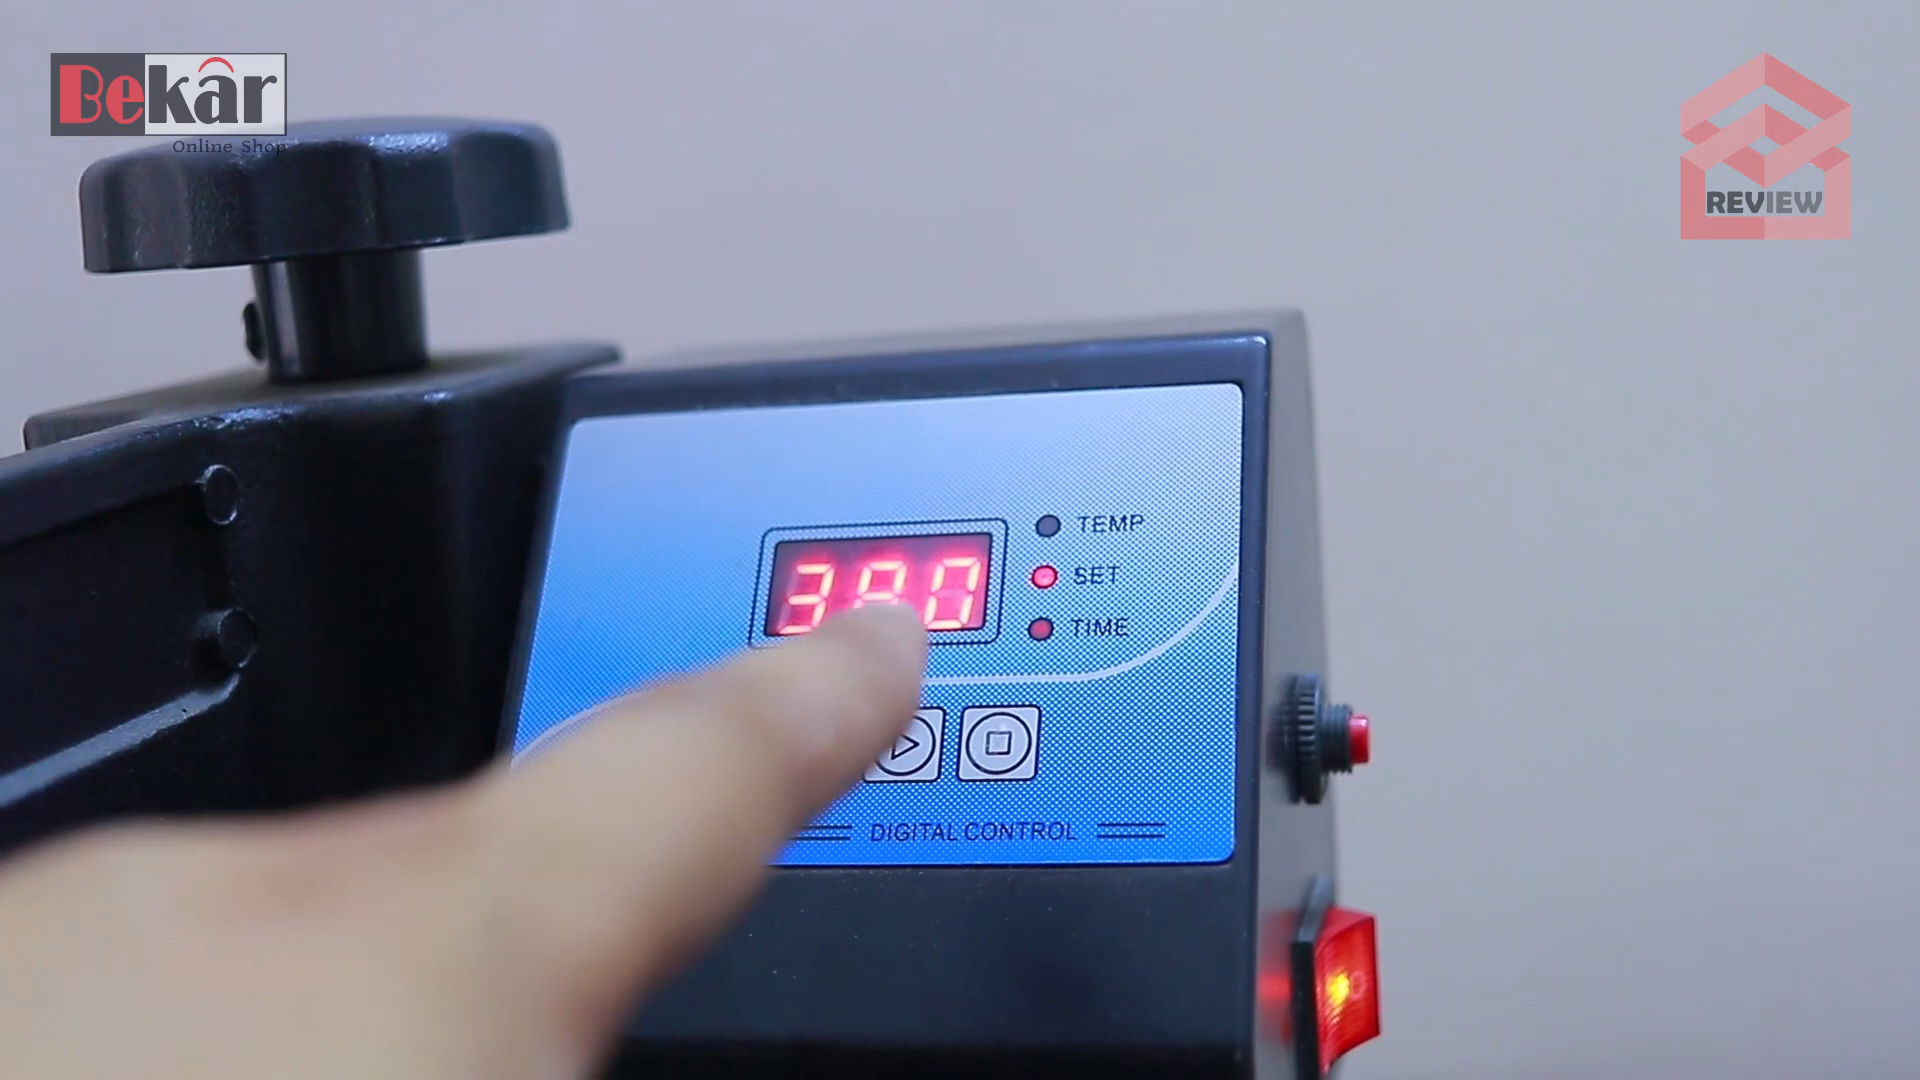 Bekar
Online Shop
REVIEW
TEMP
SET
TIME
DIGITAL CONTROL